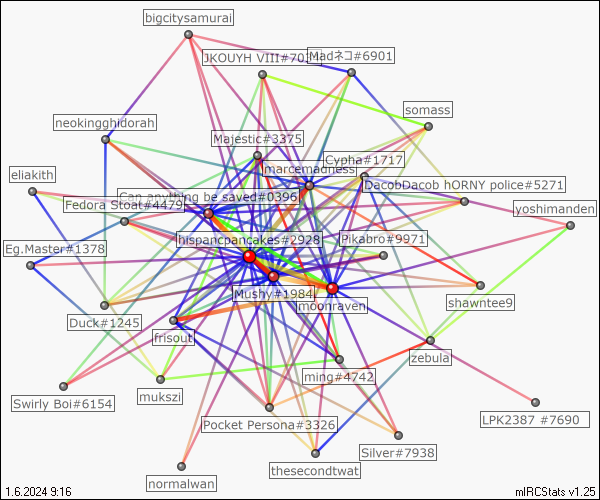 bigcitysamurai
JKOUYH VIII#703
Madネコ#6901
somass
neokingghidorah
Majestic#3375
Cypha#1717
marcemadness
eliakith
DacobDacob hORNY police#5271
Can anything be saved#0396
Fedora Stoat#4479
yoshimanden
hispancpancakes#2928
Pikabro#9971
Eg.Master#1378
Mushy#1984
moonraven
shawntee9
Duck#1245
frisout
zebula
ming#4742
Swirly Boi#6154
mukszi
Pocket Persona#3326
LPK2387 #7690
Silver#7938
normalwan
thesecondtwat
1.6.2024 9:16
mIRCStats v1.25